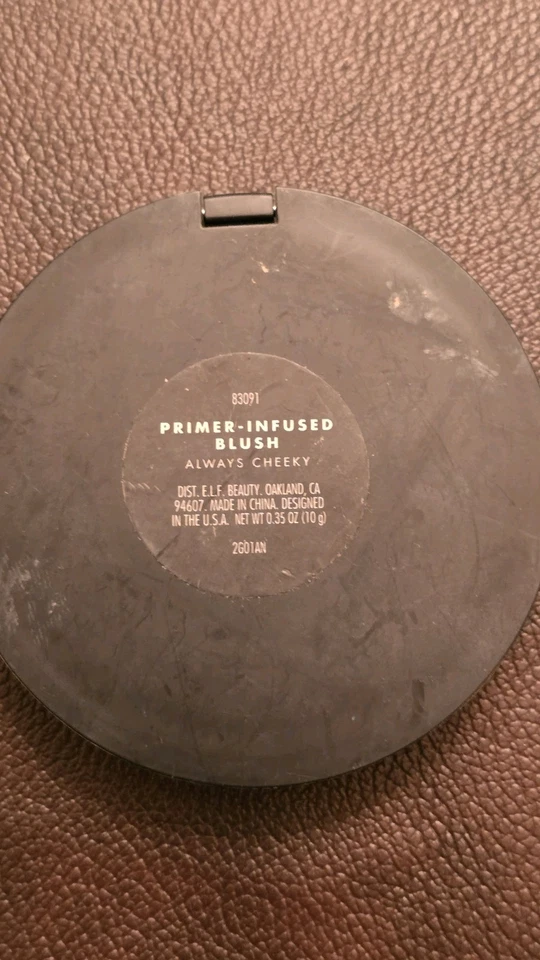 83091
PRIMER-INFUSED
BLUSH
ALWAYS CHEEKY
DIST. E.L.F. BEAUTY. OAKLAND, CA
94607. MADE IN CHINA. DESIGNED
IN THE U.S.A. NET WT 0.35 OZ (10 g)
2G01AN